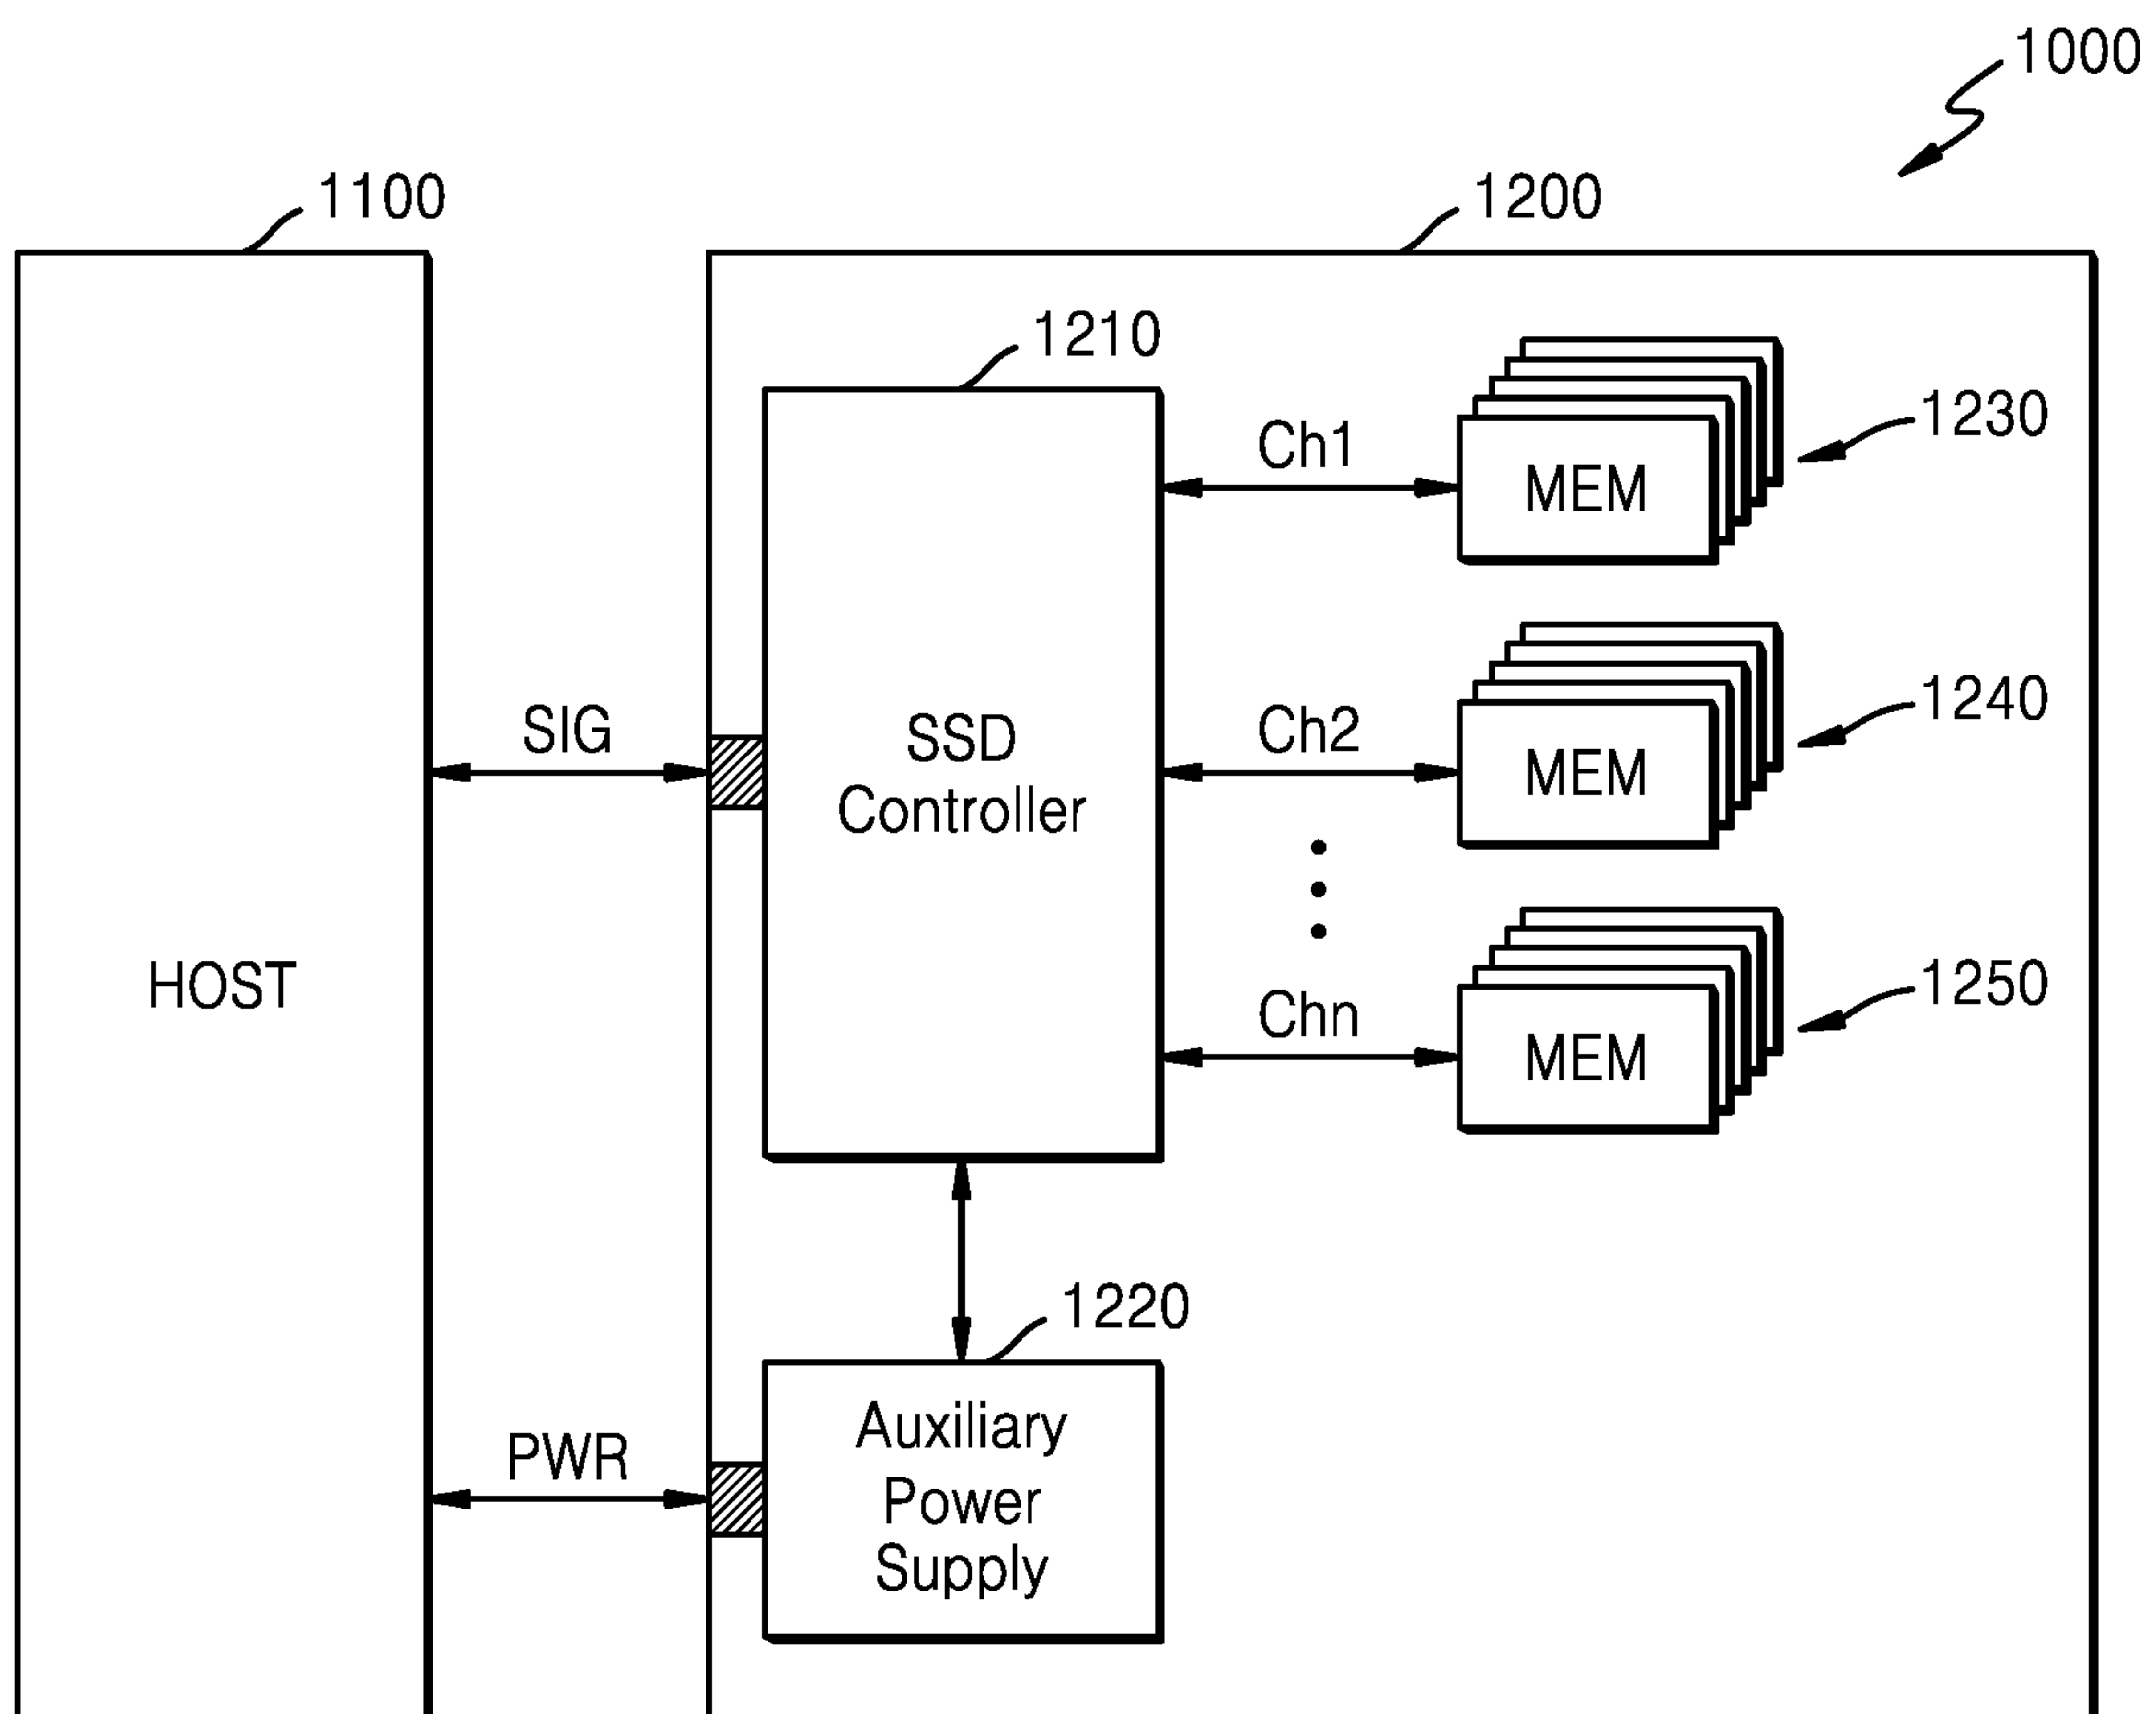 1000
1100
1200
1210
Ch1
MEM
1230
SIG
SSD
Controller
Ch2
MEM
1240
HOST
Chn
MEM
1250
1220
PWR
Auxiliary
Power
Supply